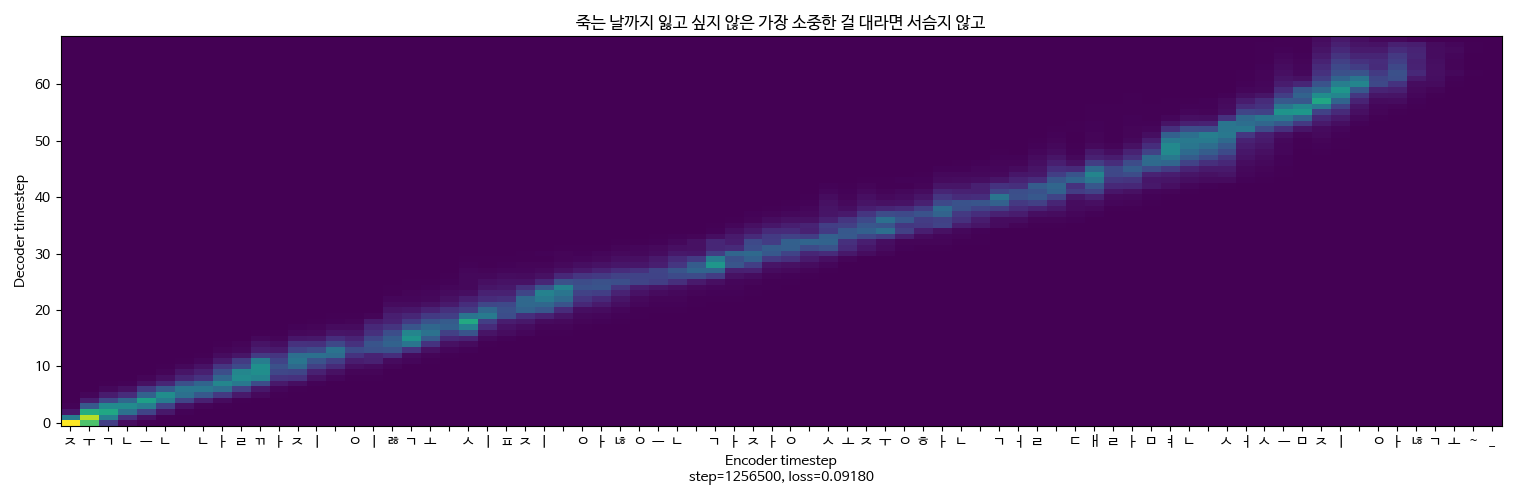 죽는 날까지 잃고 싶지 않은 가장 소중한 걸 대라면 서슴지 않고
Decoder timestep
60
50
40
30
20
10
0
ㅈ ㅜ ㄱ ㄴ ㅡ ㄴ   ㄴ ㅏ ㄹ ㄲ ㅏ ㅈ ㅣ   ㅇ ㅣ ㅀ ㄱ ㅗ   ㅅ ㅣ ㅍ ㅈ ㅣ   ㅇ ㅏ ㄶ ㅇ ㅡ ㄴ   ㄱ ㅏ ㅈ ㅏ ㅇ   ㅅ ㅗ ㅈ ㅜ ㅇ ㅎ ㅏ ㄴ   ㄱ ㅓ ㄹ   ㄷ ㅐ ㄹ ㅏ ㅁ ㅕ ㄴ   ㅅ ㅓ ㅅ ㅡ ㅁ ㅈ ㅣ   ㅇ ㅏ ㄶ ㄱ ㅗ ~ _
Encoder timestep
step=1256500, loss=0.09180